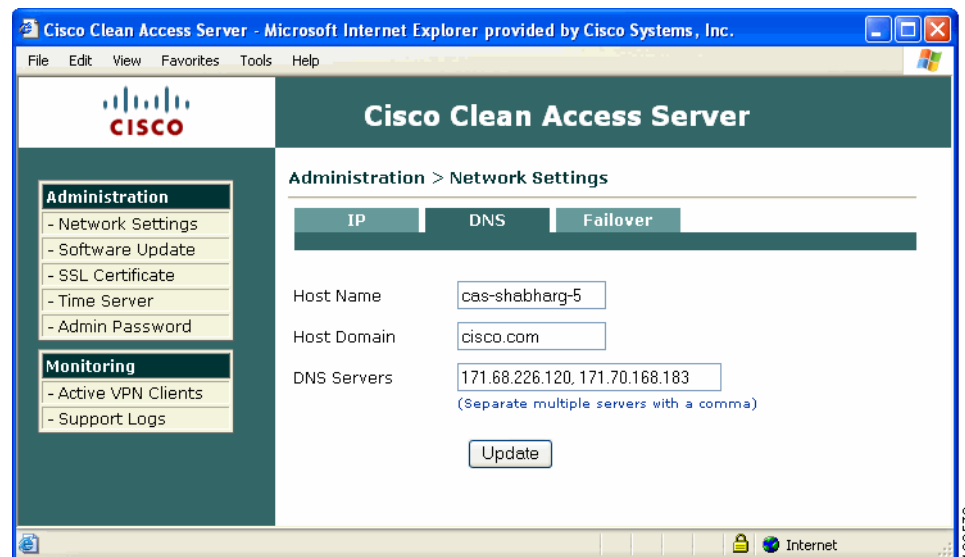 Cisco Clean Access Server - Microsoft Internet Explorer provided by Cisco Systems, Inc.
File Edit View Favorites Tools Help
CISCO
Cisco Clean Access Server
Administration
- Network Settings
- Software Update
- SSL Certificate
- Time Server
- Admin Password
Monitoring
- Active VPN Clients
- Support Logs
Administration > Network Settings
IP DNS Failover
Host Name cas-shabharg-5
Host Domain cisco.com
DNS Servers 171.68.226.120, 171.70.168.183
(Separate multiple servers with a comma)
Update
Internet